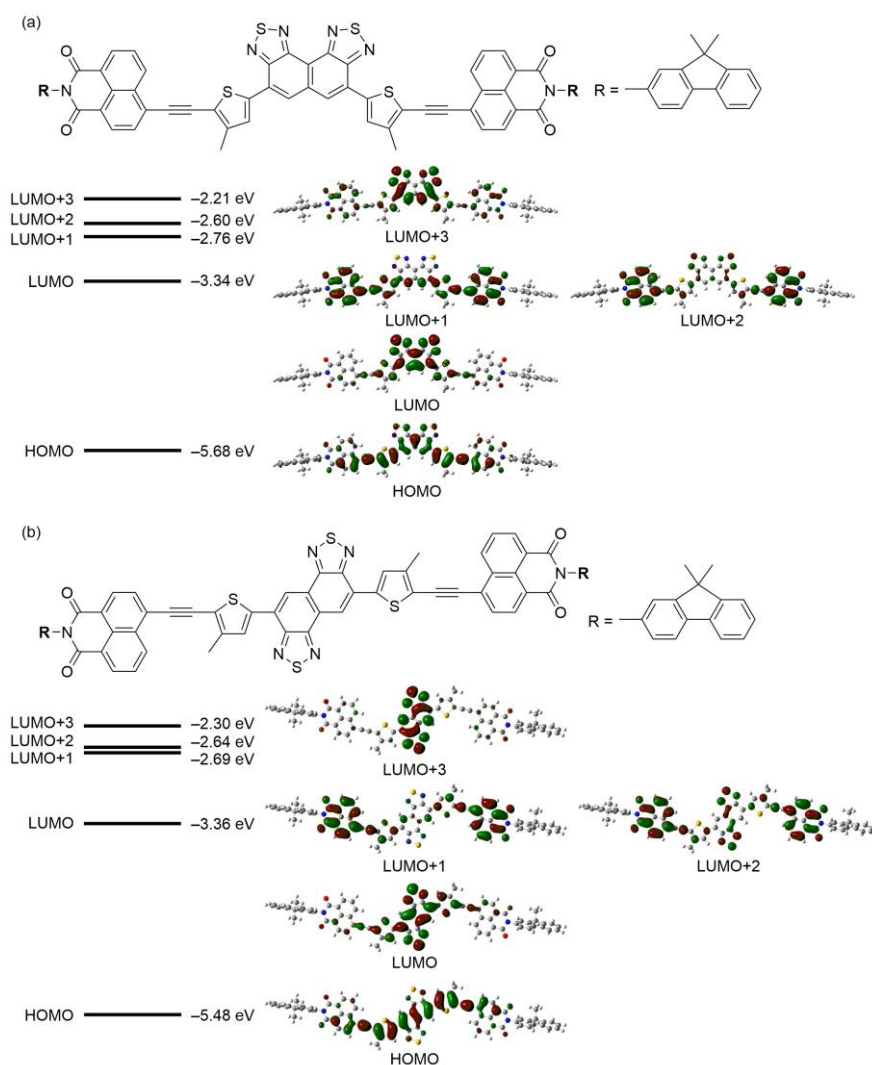 (a)
S S
N N N N
O O
R N S S N R R =
O O
LUMO+3 –2.21 eV
LUMO+2 –2.60 eV
LUMO+1 –2.76 eV
LUMO+3
LUMO –3.34 eV
LUMO+1 LUMO+2
LUMO
HOMO –5.68 eV
HOMO
(b)
S
N N
O
N R
O
S
R =
O
R N
O
S
N N
S
LUMO+3 –2.30 eV
LUMO+2 –2.64 eV
LUMO+1 –2.69 eV
LUMO+3
LUMO –3.36 eV
LUMO+1 LUMO+2
LUMO
HOMO –5.48 eV
HOMO